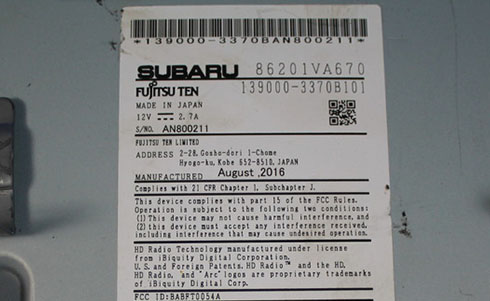 *139000-3370BAN800211*
SUBARU 86201VA670
FUJITSU TEN 139000-3370B101
MADE IN JAPAN
12V 2.7A
S/NO. AN800211
FUJITSU TEN LIMITED
ADDRESS 2-28, Gosho-dori 1-Chome
Hyogo-ku, Kobe 652-8510, JAPAN
MANUFACTURED August ,2016
Complies with 21 CFR Chapter 1, Subchapter J.
This device complies with part 15 of the FCC Rules.
Operation is subject to the following two conditions:
(1) This device may not cause harmful interference, and
(2) this device must accept any interference received,
including interference that may cause undesired operation.
HD Radio Technology manufactured under license
from iBiquity Digital Corporation.
U.S. and Foreign Patents. HD Radio™ and the HD,
HD Radio, and "Arc" logos are proprietary trademarks
of iBiquity Digital Corp.
FCC ID:BABFT0054A